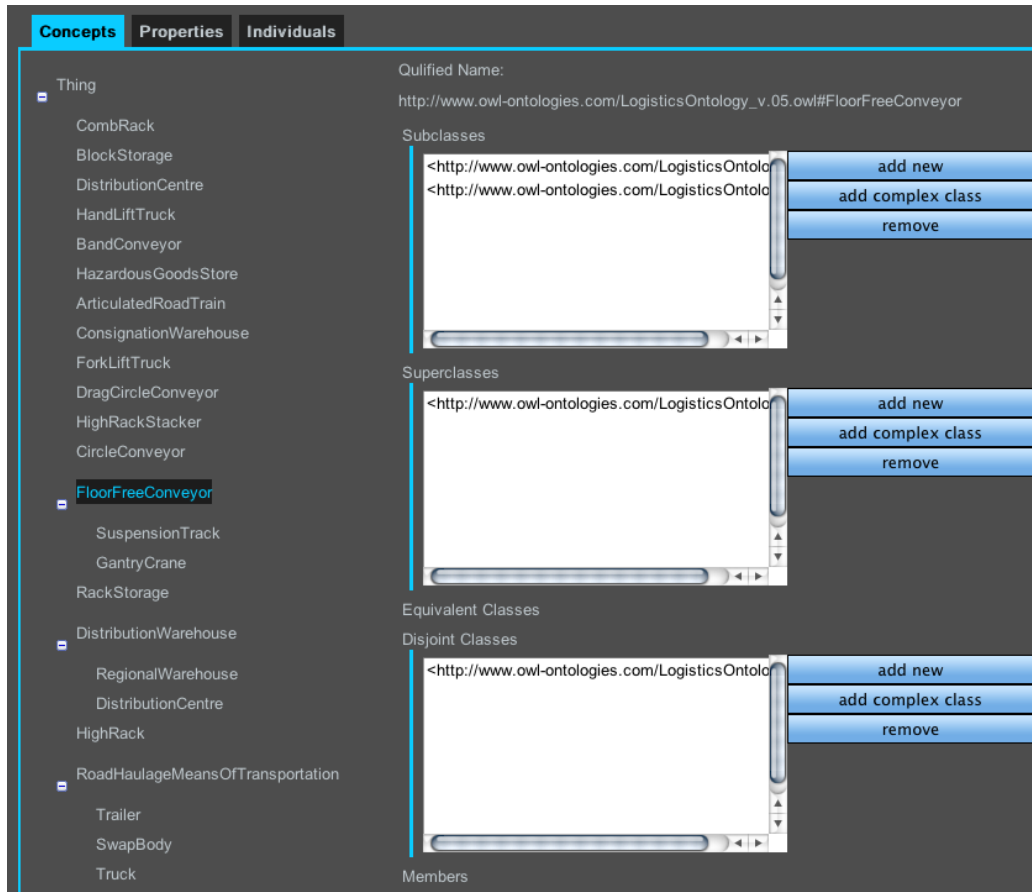 Concepts Properties Individuals
Thing
CombRack
BlockStorage
DistributionCentre
HandLiftTruck
BandConveyor
HazardousGoodsStore
ArticulatedRoadTrain
ConsignationWarehouse
ForkLiftTruck
DragCircleConveyor
HighRackStacker
CircleConveyor
FloorFreeConveyor
SuspensionTrack
GantryCrane
RackStorage
DistributionWarehouse
RegionalWarehouse
DistributionCentre
HighRack
RoadHaulageMeansOfTransportation
Trailer
SwapBody
Truck
Qulified Name:
http://www.owl-ontologies.com/LogisticsOntology_v.05.owl#FloorFreeConveyor
Subclasses
<http://www.owl-ontologies.com/LogisticsOntolo
<http://www.owl-ontologies.com/LogisticsOntolo
add new
add complex class
remove
Superclasses
<http://www.owl-ontologies.com/LogisticsOntolo
add new
add complex class
remove
Equivalent Classes
Disjoint Classes
<http://www.owl-ontologies.com/LogisticsOntolo
add new
add complex class
remove
Members